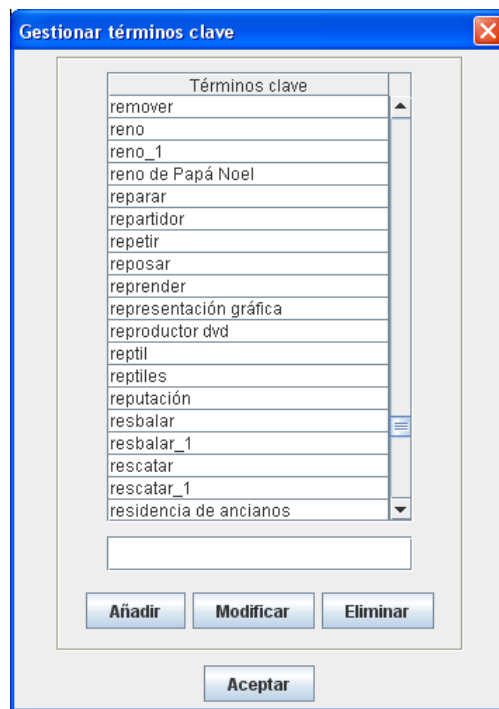 Gestionar términos clave
Términos clave
remover
reno
reno_1
reno de Papá Noel
reparar
repartidor
repetir
reposar
reprender
representación gráfica
reproductor dvd
reptil
reptiles
reputación
resbalar
resbalar_1
rescatar
rescatar_1
residencia de ancianos
Añadir Modificar Eliminar
Aceptar